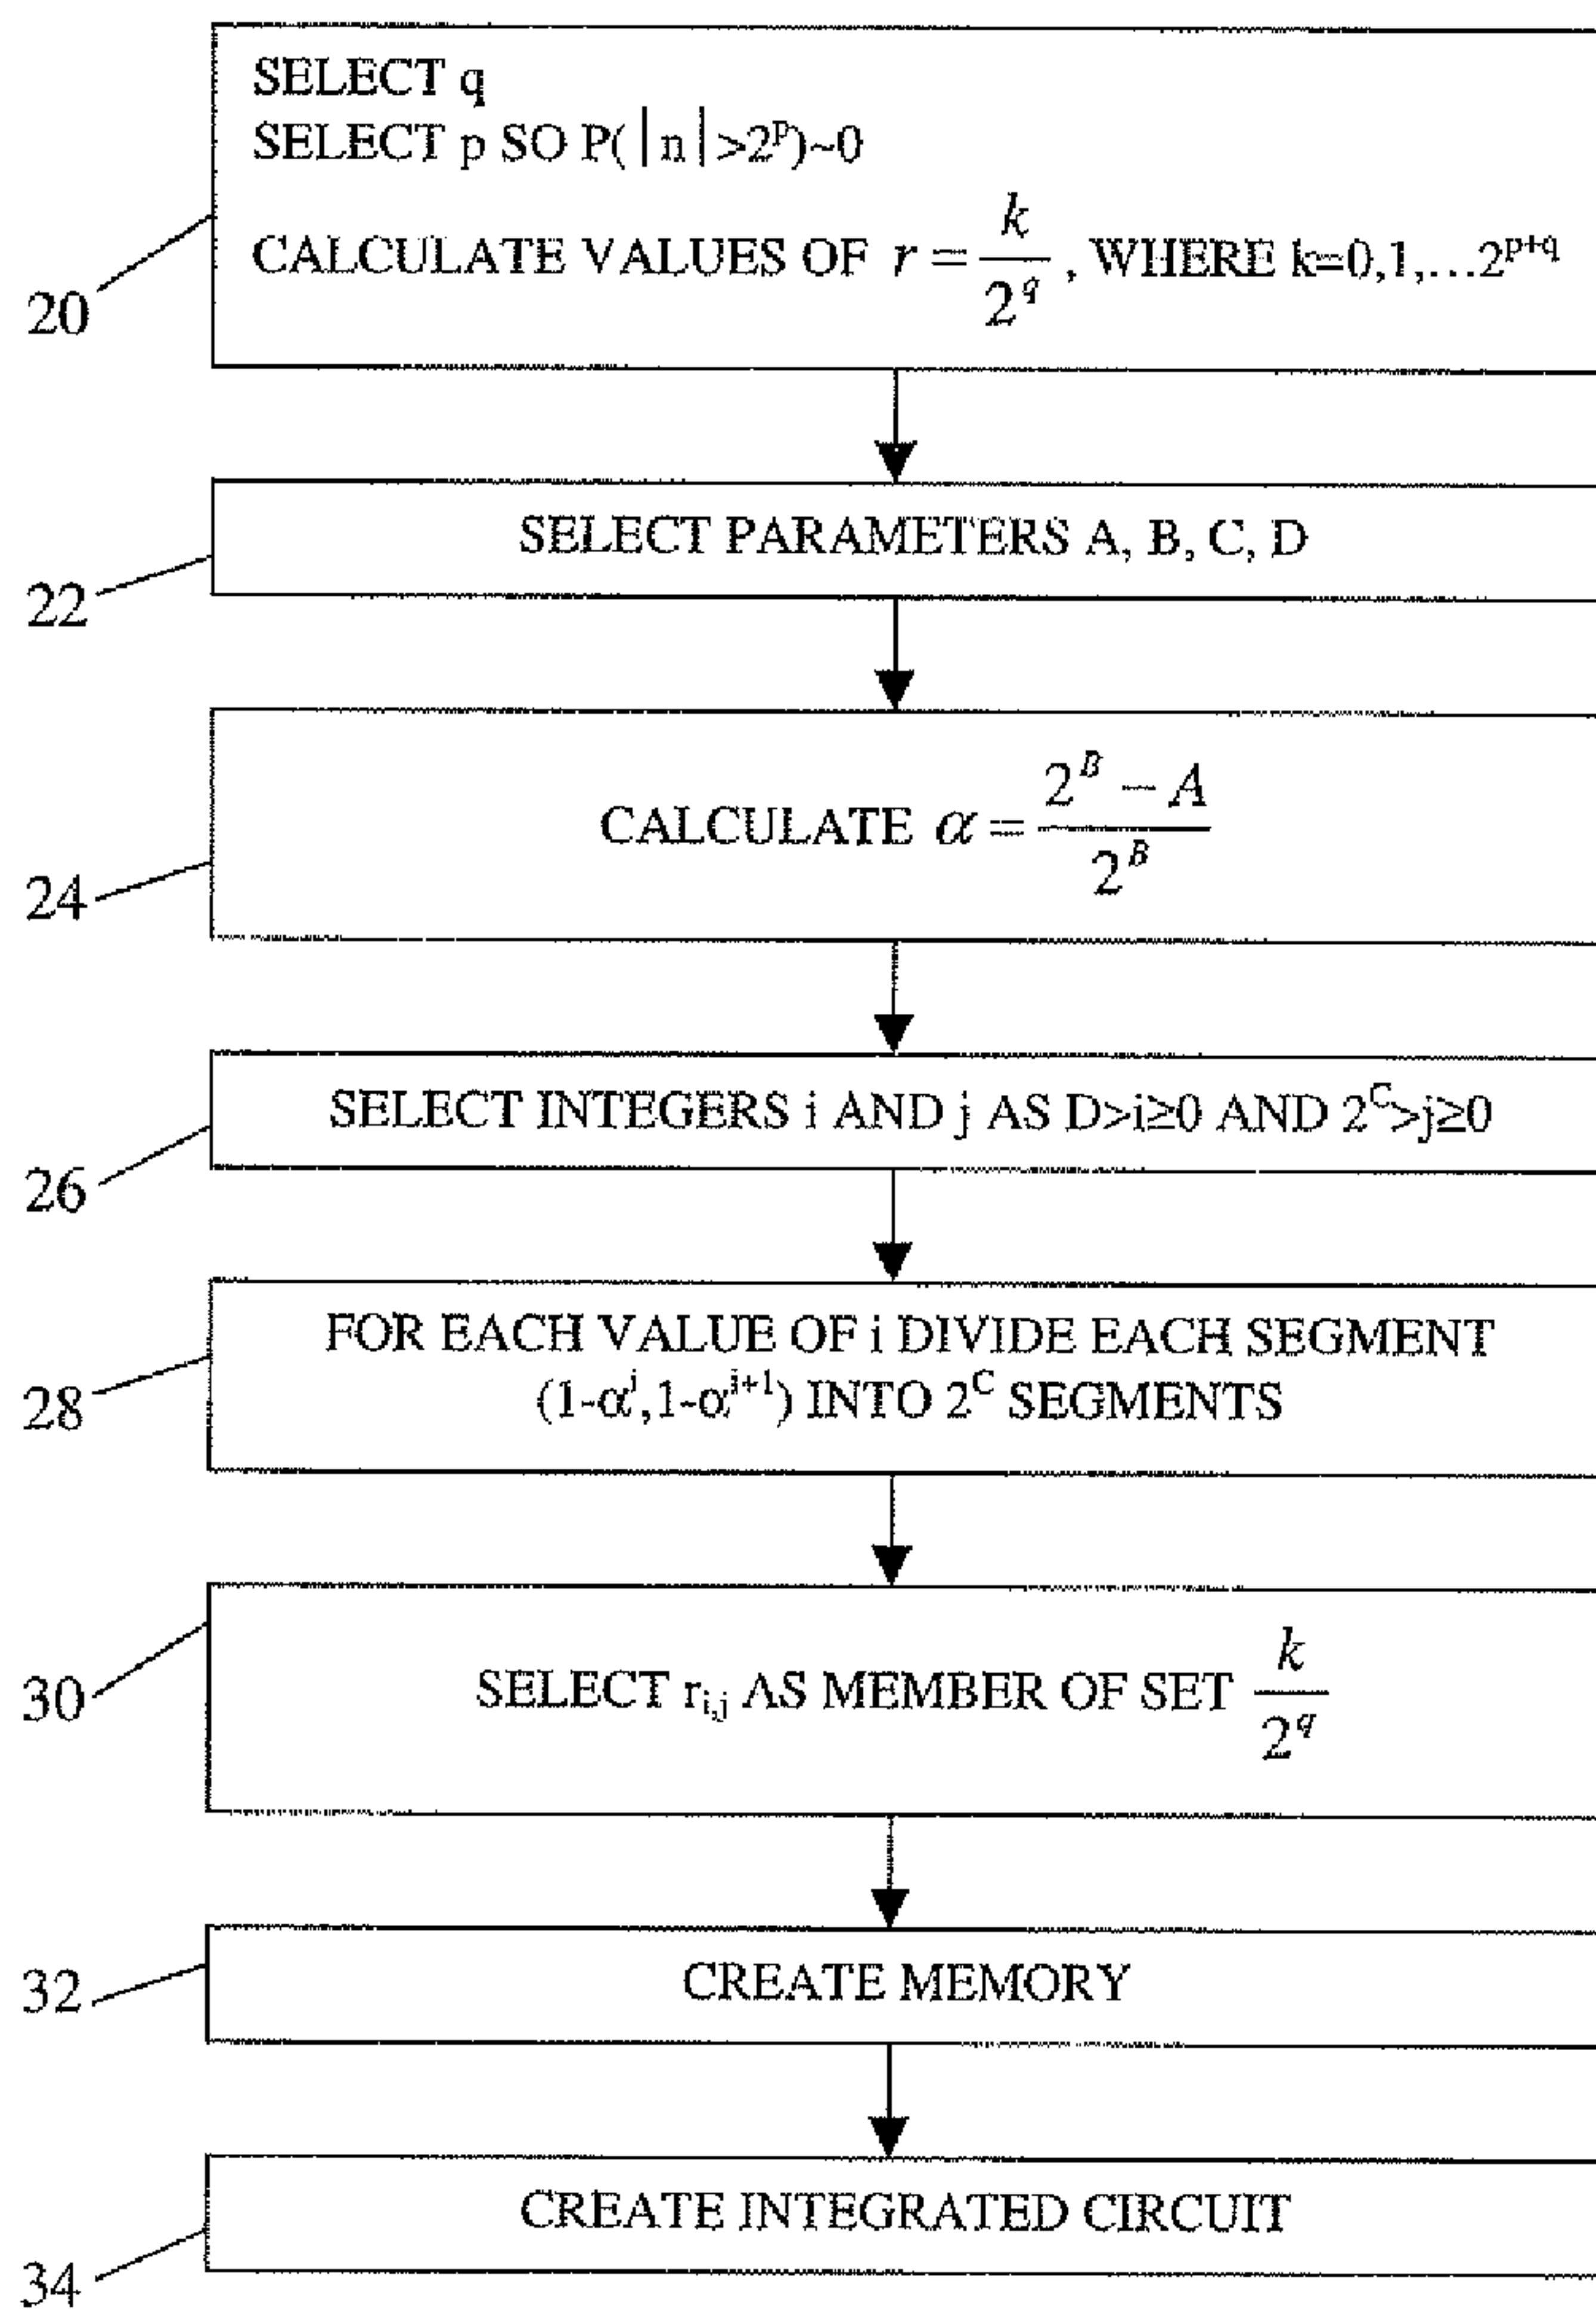 SELECT q
SELECT p SO P(|n|>2^p)~0
20 CALCULATE VALUES OF r = k/2^q, WHERE k=0,1,…2^{p+q}
22 SELECT PARAMETERS A, B, C, D
24 CALCULATE α = (2^B − A)/2^B
26 SELECT INTEGERS i AND j AS D>i≥0 AND 2^C>j≥0
FOR EACH VALUE OF i DIVIDE EACH SEGMENT
28 (1-α^i,1-α^{i+1}) INTO 2^C SEGMENTS
30 SELECT r_{i,j} AS MEMBER OF SET k/2^q
32 CREATE MEMORY
34 CREATE INTEGRATED CIRCUIT